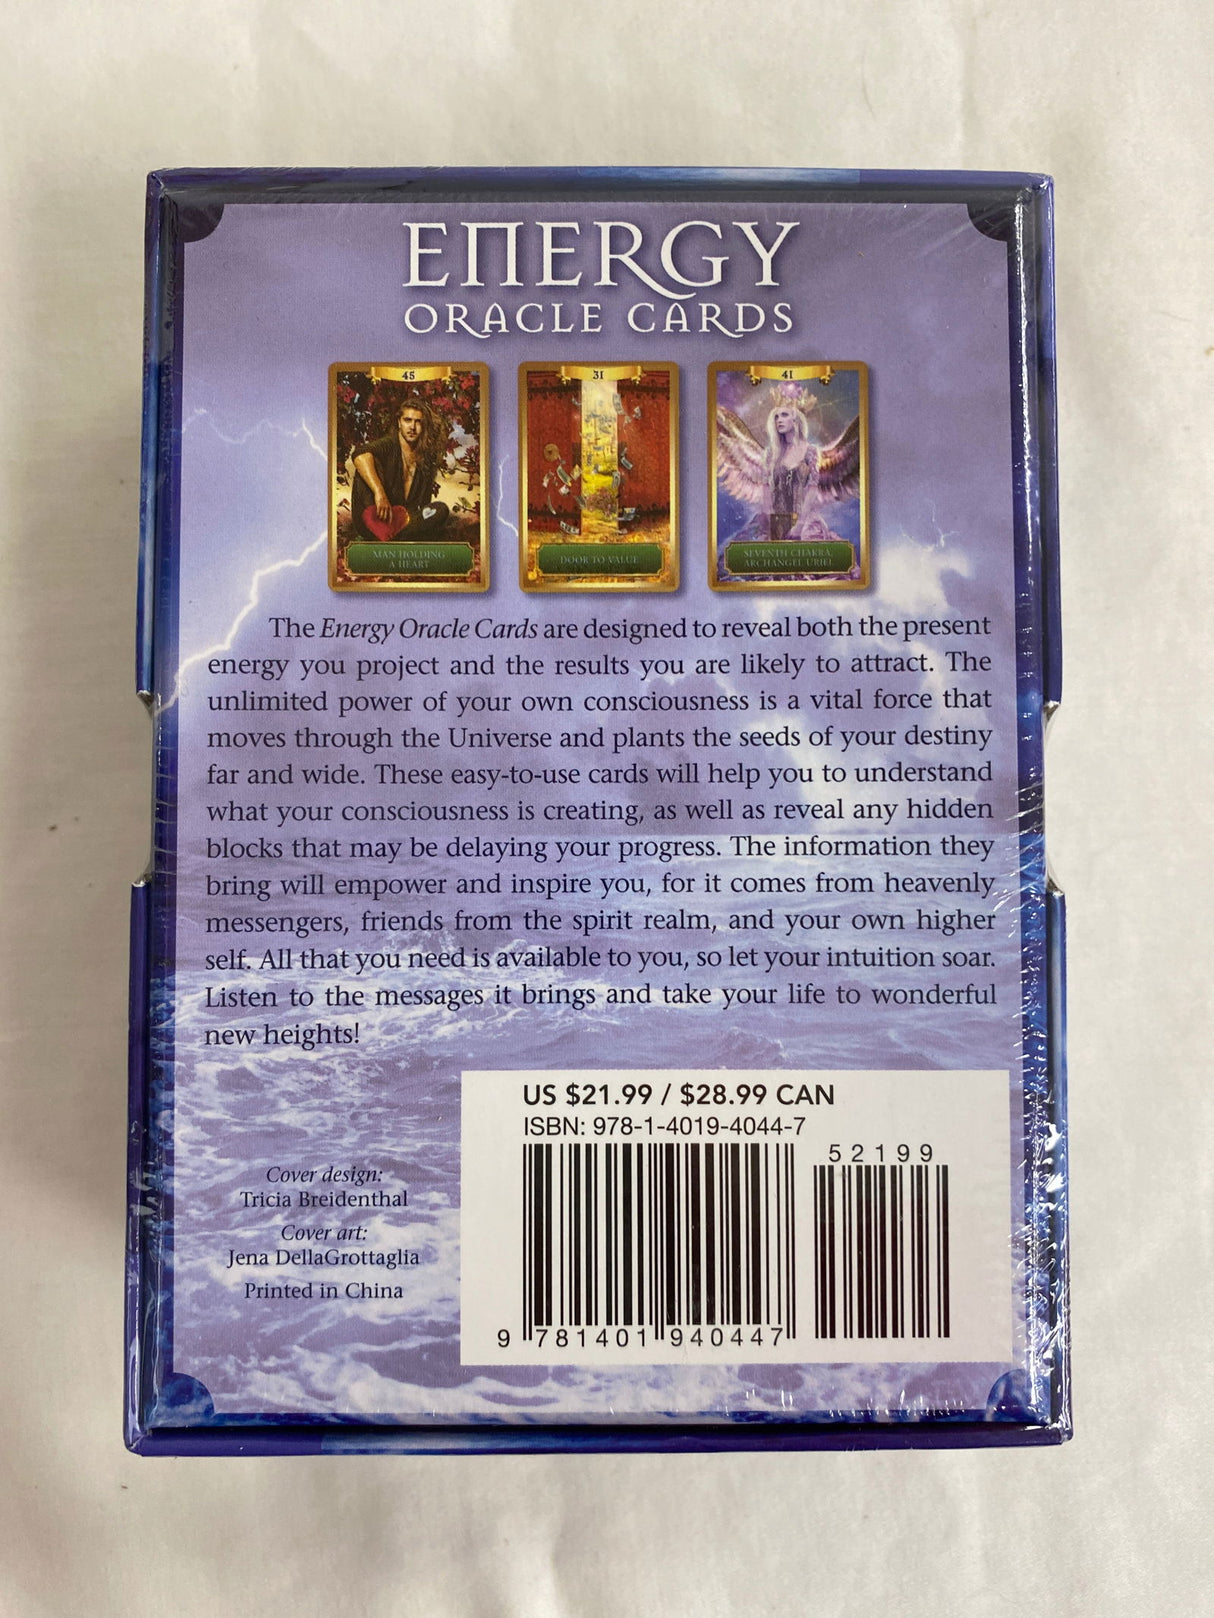 ENERGY
ORACLE CARDS
45
31
41
MAN HOLDING
A HEART
DOOR TO VALUE
SEVENTH CHAKRA,
ARCHANGEL URIEL
The Energy Oracle Cards are designed to reveal both the present
energy you project and the results you are likely to attract. The
unlimited power of your own consciousness is a vital force that
moves through the Universe and plants the seeds of your destiny
far and wide. These easy-to-use cards will help you to understand
what your consciousness is creating, as well as reveal any hidden
blocks that may be delaying your progress. The information they
bring will empower and inspire you, for it comes from heavenly
messengers, friends from the spirit realm, and your own higher
self. All that you need is available to you, so let your intuition soar.
Listen to the messages it brings and take your life to wonderful
new heights!
US $21.99 / $28.99 CAN
ISBN: 978-1-4019-4044-7
52199
9 781401 940447
Cover design:
Tricia Breidenthal
Cover art:
Jena DellaGrottaglia
Printed in China